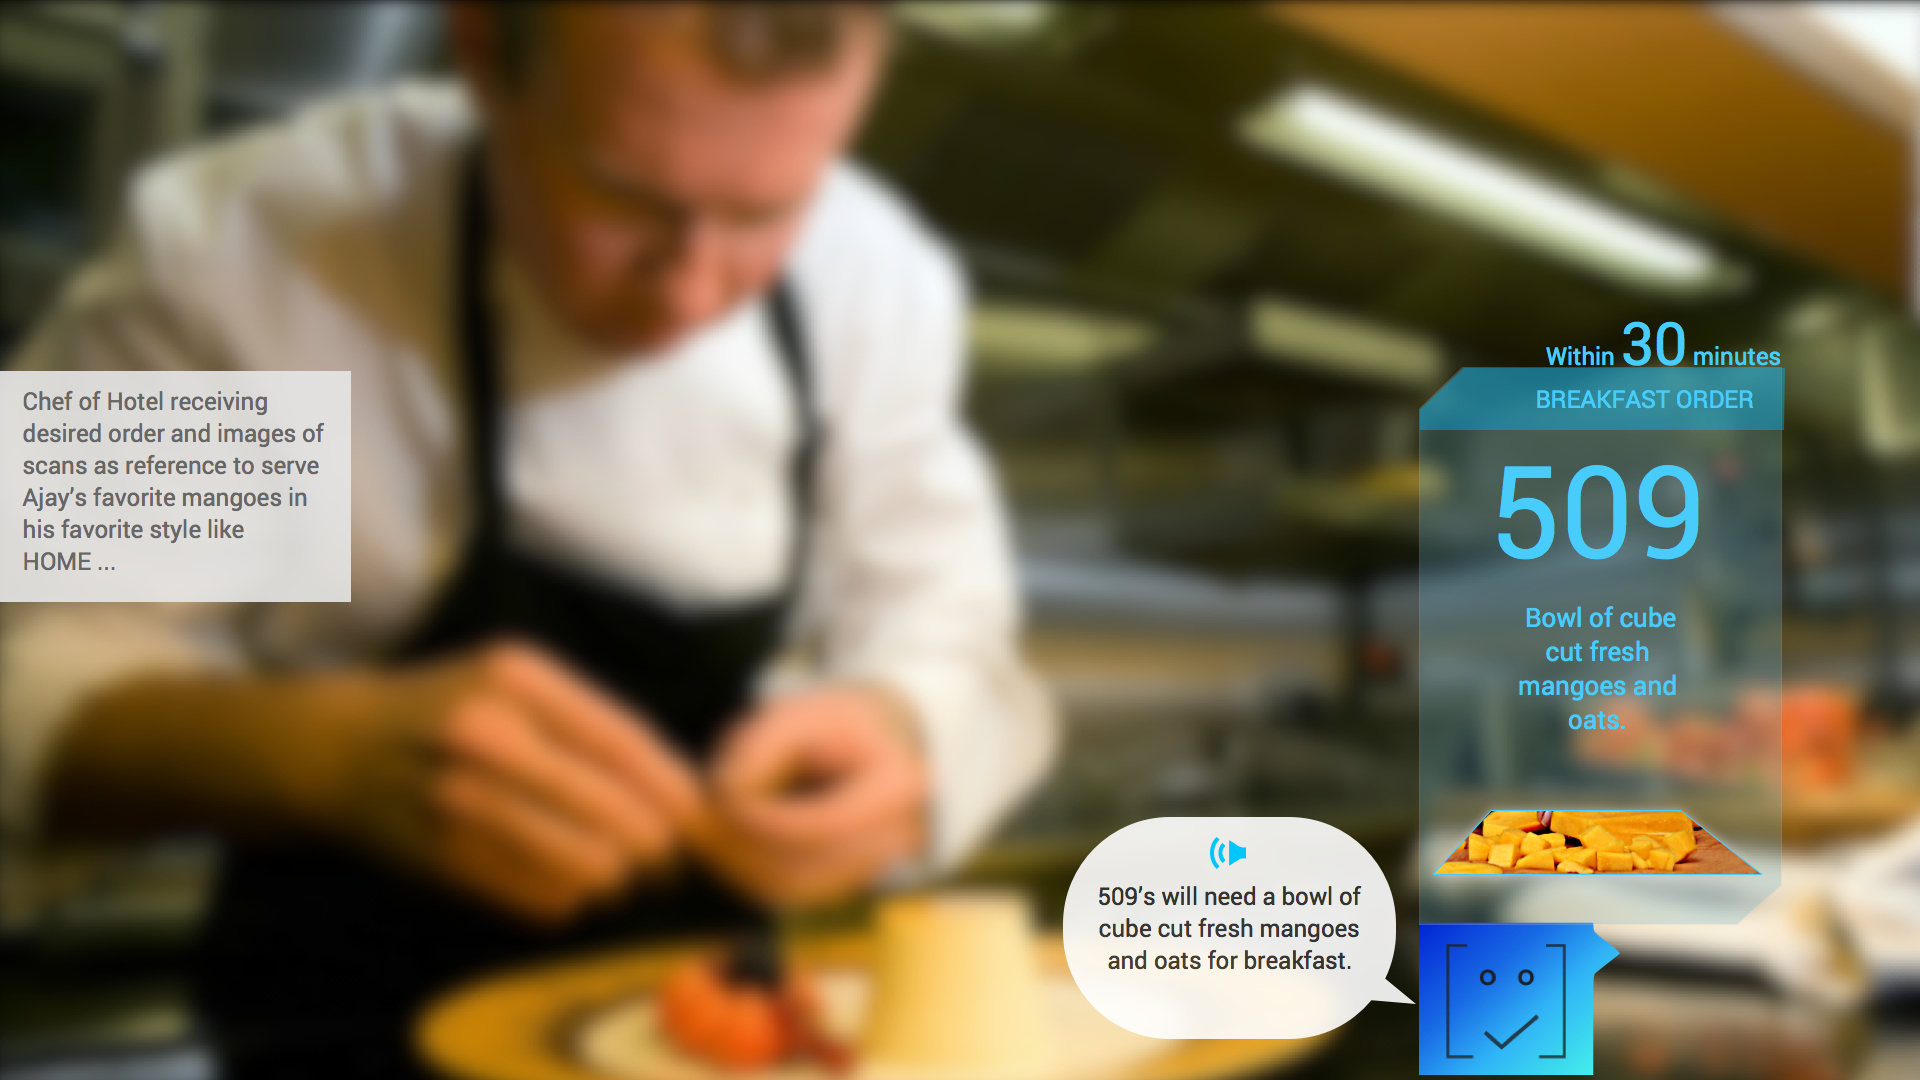 Chef of Hotel receiving
desired order and images of
scans as reference to serve
Ajay’s favorite mangoes in
his favorite style like
HOME ...
Within 30 minutes
BREAKFAST ORDER
509
Bowl of cube
cut fresh
mangoes and
oats.
509’s will need a bowl of
cube cut fresh mangoes
and oats for breakfast.